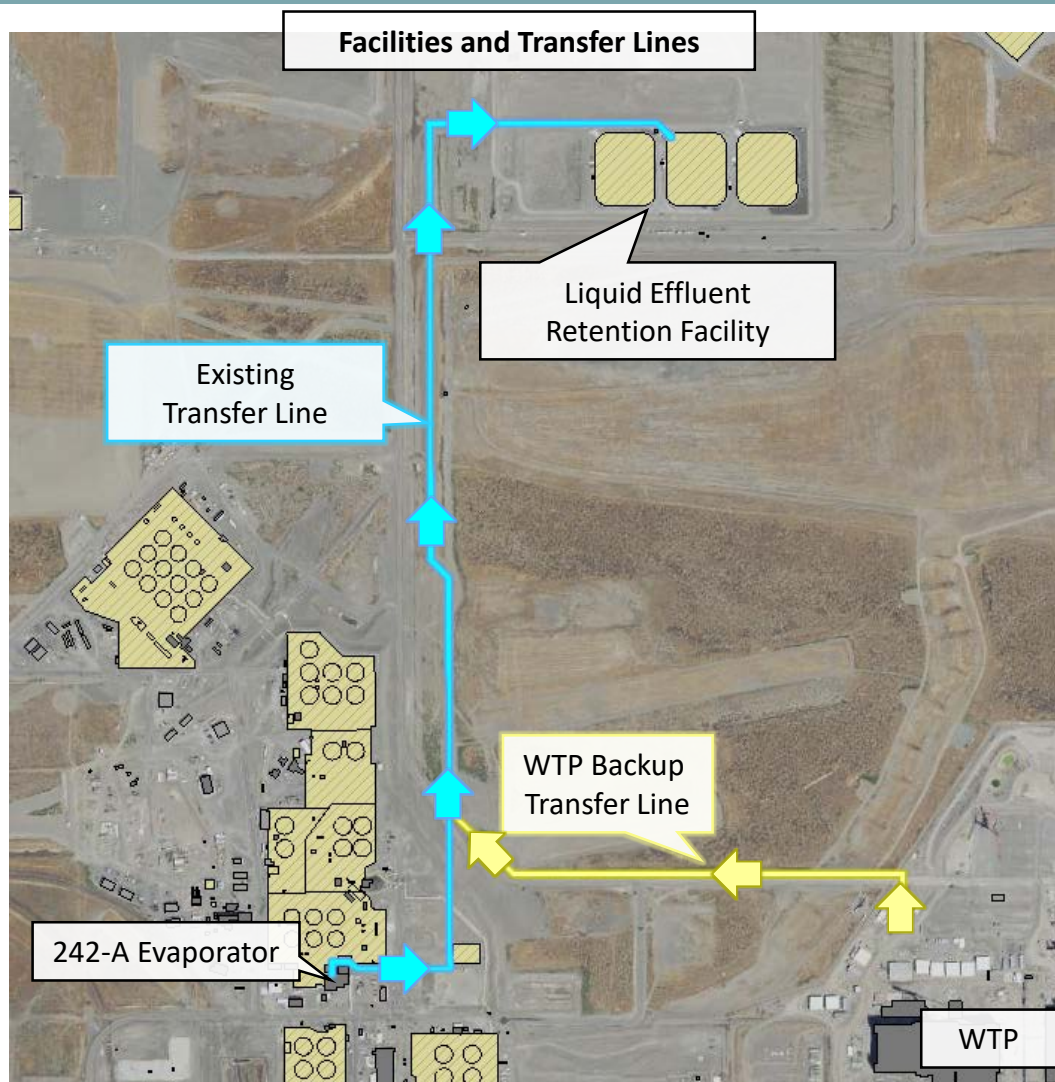 Facilities and Transfer Lines
Liquid Effluent
Retention Facility
Existing
Transfer Line
WTP Backup
Transfer Line
242-A Evaporator
WTP